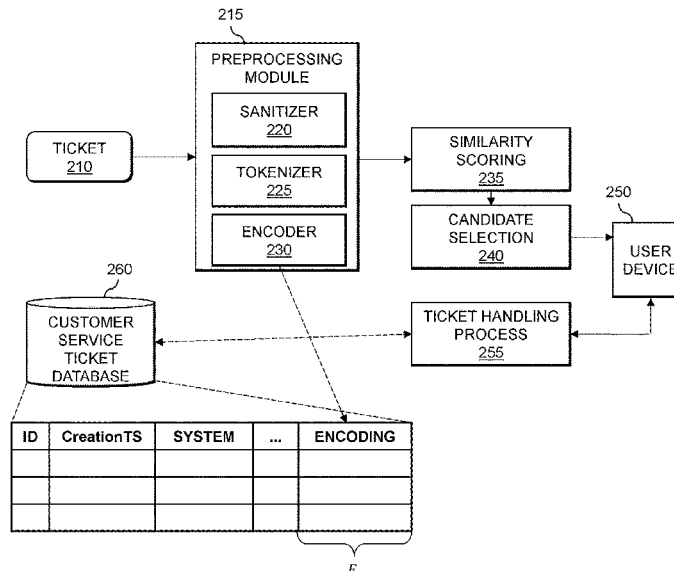 215
PREPROCESSING
MODULE
SANITIZER
220
TICKET
210
TOKENIZER
225
SIMILARITY
SCORING
235
ENCODER
230
CANDIDATE
SELECTION
240
250
USER
DEVICE
260
CUSTOMER
SERVICE
TICKET
DATABASE
TICKET HANDLING
PROCESS
255
ID CreationTS SYSTEM ... ENCODING
E